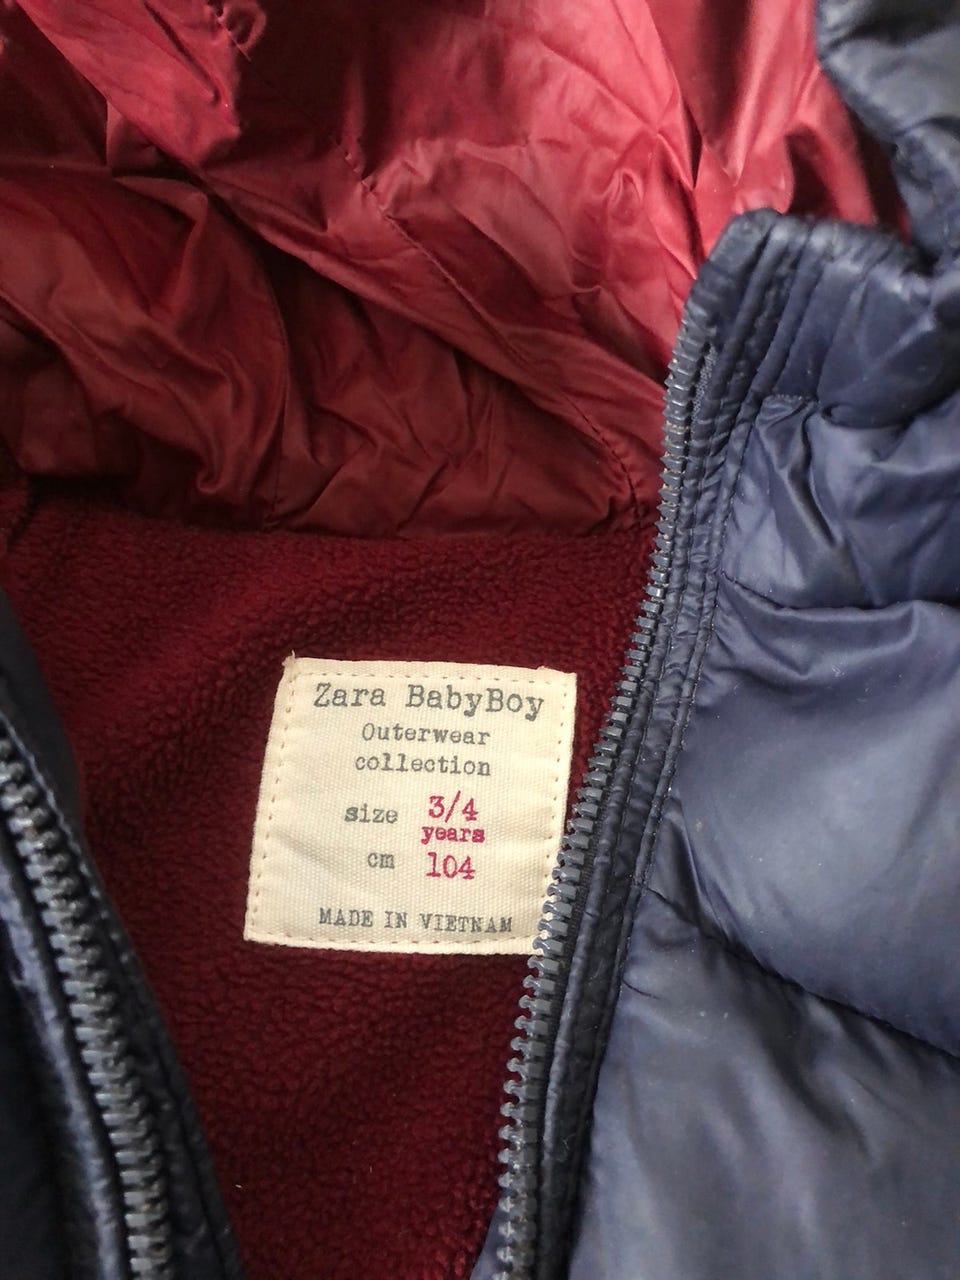 Zara BabyBoy
Outerwear
collection
size 3/4
years
cm 104
MADE IN VIETNAM